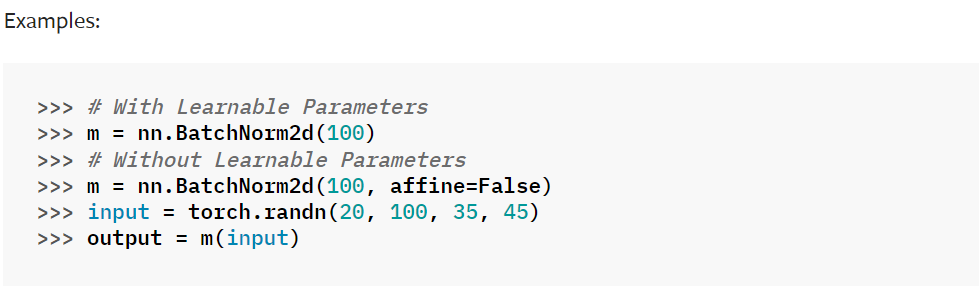 Examples:
>>> # With Learnable Parameters
>>> m = nn.BatchNorm2d(100)
>>> # Without Learnable Parameters
>>> m = nn.BatchNorm2d(100, affine=False)
>>> input = torch.randn(20, 100, 35, 45)
>>> output = m(input)